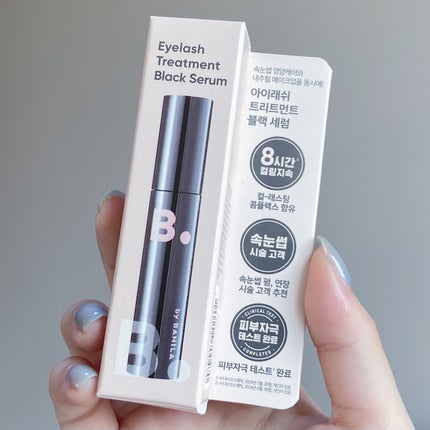 Eyelash
Treatment
Black Serum
B.
by BANILA
B.
속눈썹 영양케어와
내추럴 메이크업을 동시에!
아이래쉬
트리트먼트
블랙 세럼
8시간
컬링지속
컬-래스팅
콤플렉스 함유
속눈썹
시술 고객
속눈썹 펌, 연장
시술 고객 추천
CLINICAL TEST
피부자극
테스트 완료
COMPLETED
피부자극 테스트* 완료